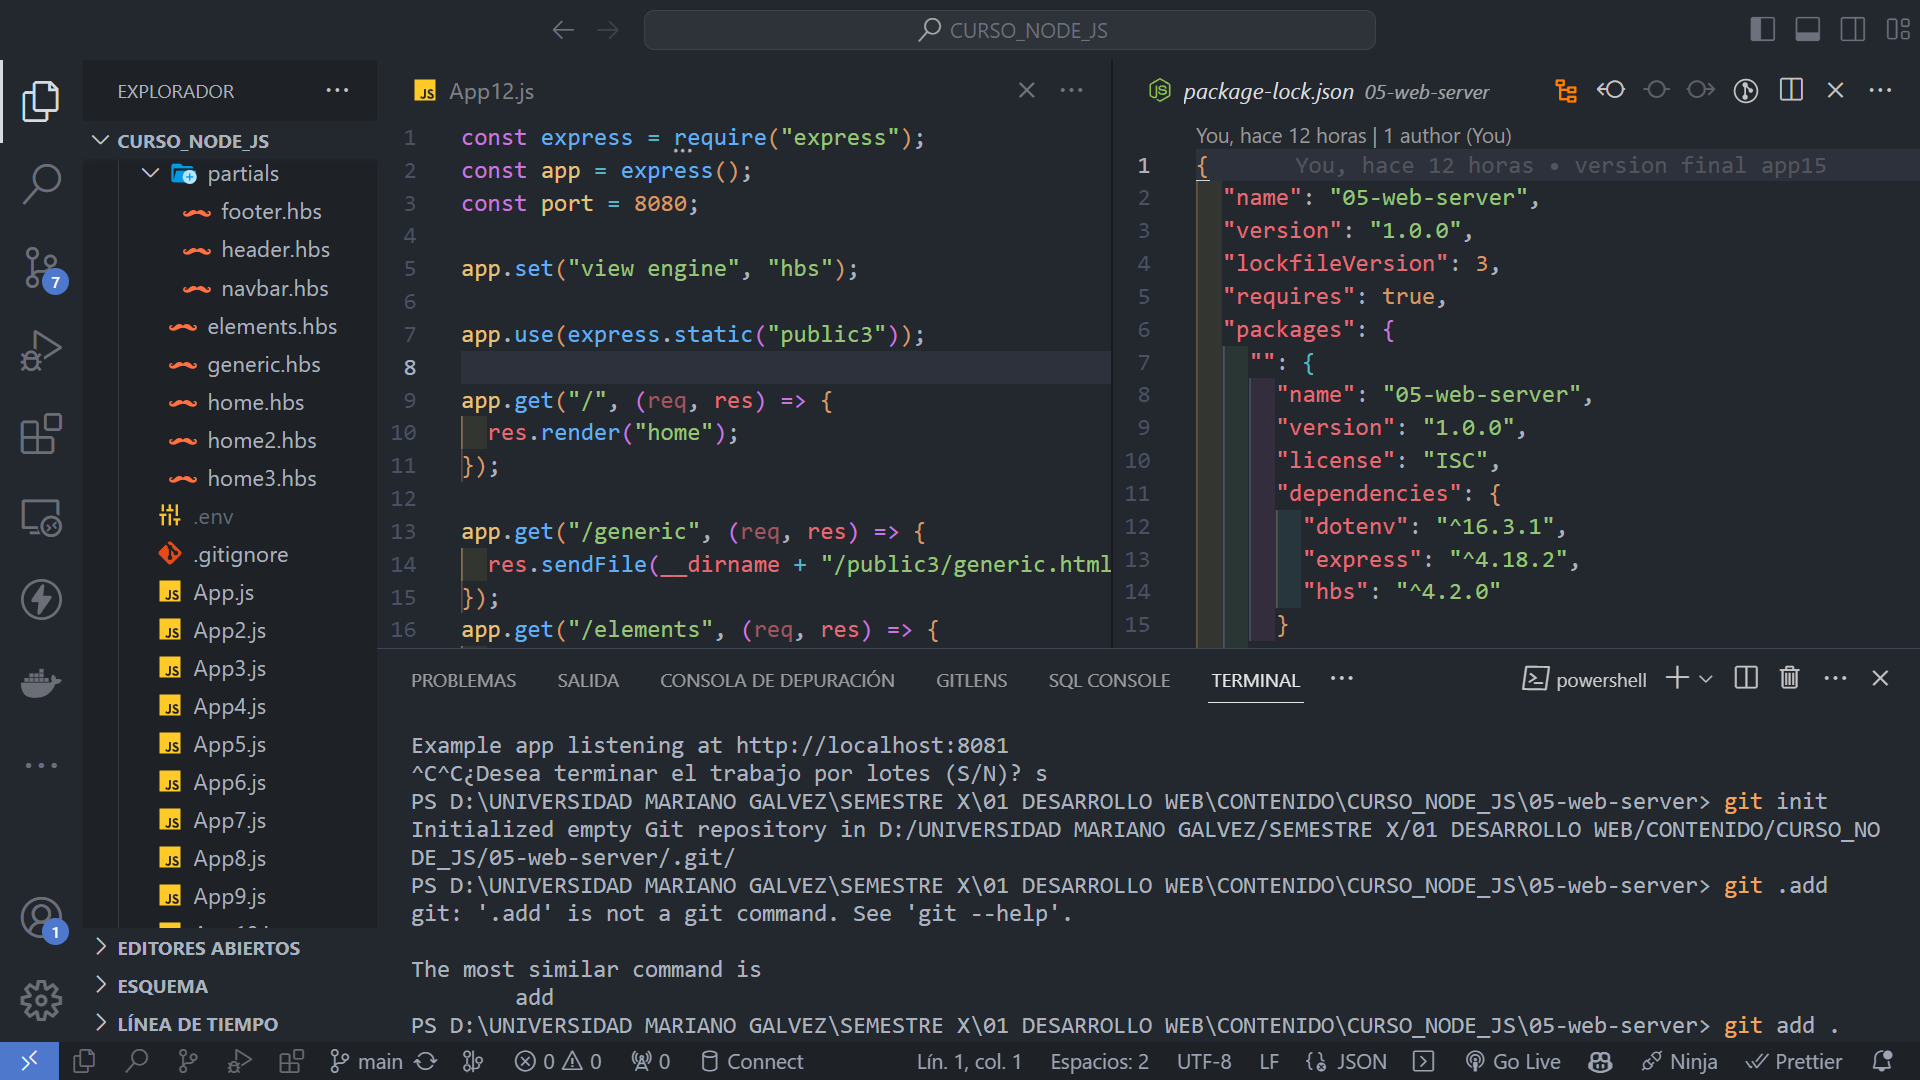 CURSO_NODE_JS
EXPLORADOR
CURSO_NODE_JS
partials
footer.hbs
header.hbs
navbar.hbs
elements.hbs
generic.hbs
home.hbs
home2.hbs
home3.hbs
.env
.gitignore
JS App.js
JS App2.js
JS App3.js
JS App4.js
JS App5.js
JS App6.js
JS App7.js
JS App8.js
JS App9.js
EDITORES ABIERTOS
ESQUEMA
LÍNEA DE TIEMPO
7
1
JS App12.js
1 const express = require("express");
2 const app = express();
3 const port = 8080;
4
5 app.set("view engine", "hbs");
6
7 app.use(express.static("public3"));
8
9 app.get("/", (req, res) => {
10 res.render("home");
11 });
12
13 app.get("/generic", (req, res) => {
14 res.sendFile(__dirname + "/public3/generic.html
15 });
16 app.get("/elements", (req, res) => {
package-lock.json 05-web-server
You, hace 12 horas | 1 author (You)
1 { You, hace 12 horas • version final app15
2 "name": "05-web-server",
3 "version": "1.0.0",
4 "lockfileVersion": 3,
5 "requires": true,
6 "packages": {
7 "": {
8 "name": "05-web-server",
9 "version": "1.0.0",
10 "license": "ISC",
11 "dependencies": {
12 "dotenv": "^16.3.1",
13 "express": "^4.18.2",
14 "hbs": "^4.2.0"
15 }
PROBLEMAS SALIDA CONSOLA DE DEPURACIÓN GITLENS SQL CONSOLE TERMINAL powershell
Example app listening at http://localhost:8081
^C^C¿Desea terminar el trabajo por lotes (S/N)? s
PS D:\UNIVERSIDAD MARIANO GALVEZ\SEMESTRE X\01 DESARROLLO WEB\CONTENIDO\CURSO_NODE_JS\05-web-server> git init
Initialized empty Git repository in D:/UNIVERSIDAD MARIANO GALVEZ/SEMESTRE X/01 DESARROLLO WEB/CONTENIDO/CURSO_NO
DE_JS/05-web-server/.git/
PS D:\UNIVERSIDAD MARIANO GALVEZ\SEMESTRE X\01 DESARROLLO WEB\CONTENIDO\CURSO_NODE_JS\05-web-server> git .add
git: '.add' is not a git command. See 'git --help'.
The most similar command is
add
PS D:\UNIVERSIDAD MARIANO GALVEZ\SEMESTRE X\01 DESARROLLO WEB\CONTENIDO\CURSO_NODE_JS\05-web-server> git add .
main 0 0 0 Connect Lín. 1, col. 1 Espacios: 2 UTF-8 LF JSON Go Live Ninja Prettier